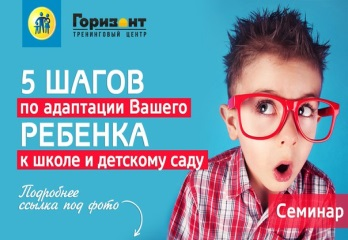 Горизонт
ТРЕНИНГОВЫЙ ЦЕНТР
5 ШАГОВ
по адаптации Вашего
РЕБЕНКА
к школе и детскому саду
Подробнее
ссылка под фото
Семинар